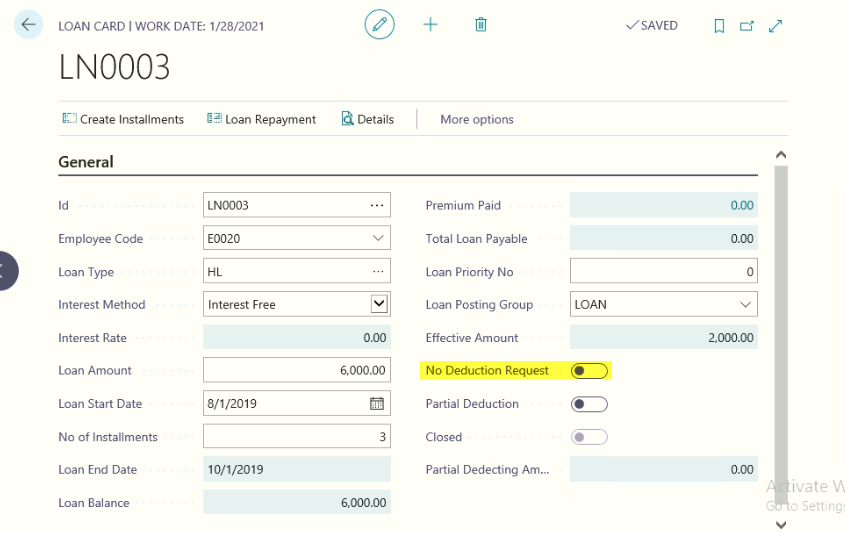 LOAN CARD | WORK DATE: 1/28/2021
SAVED
LN0003
Create Installments
Loan Repayment
Details
More options
General
Id
LN0003
Employee Code
E0020
Loan Type
HL
Interest Method
Interest Free
Interest Rate
0.00
Loan Amount
6,000.00
Loan Start Date
8/1/2019
No of Installments
3
Loan End Date
10/1/2019
Loan Balance
6,000.00
Premium Paid
0.00
Total Loan Payable
0.00
Loan Priority No
0
Loan Posting Group
LOAN
Effective Amount
2,000.00
No Deduction Request
Partial Deduction
Closed
Partial Dedecting Am...
0.00
Activate W
Go to Settings